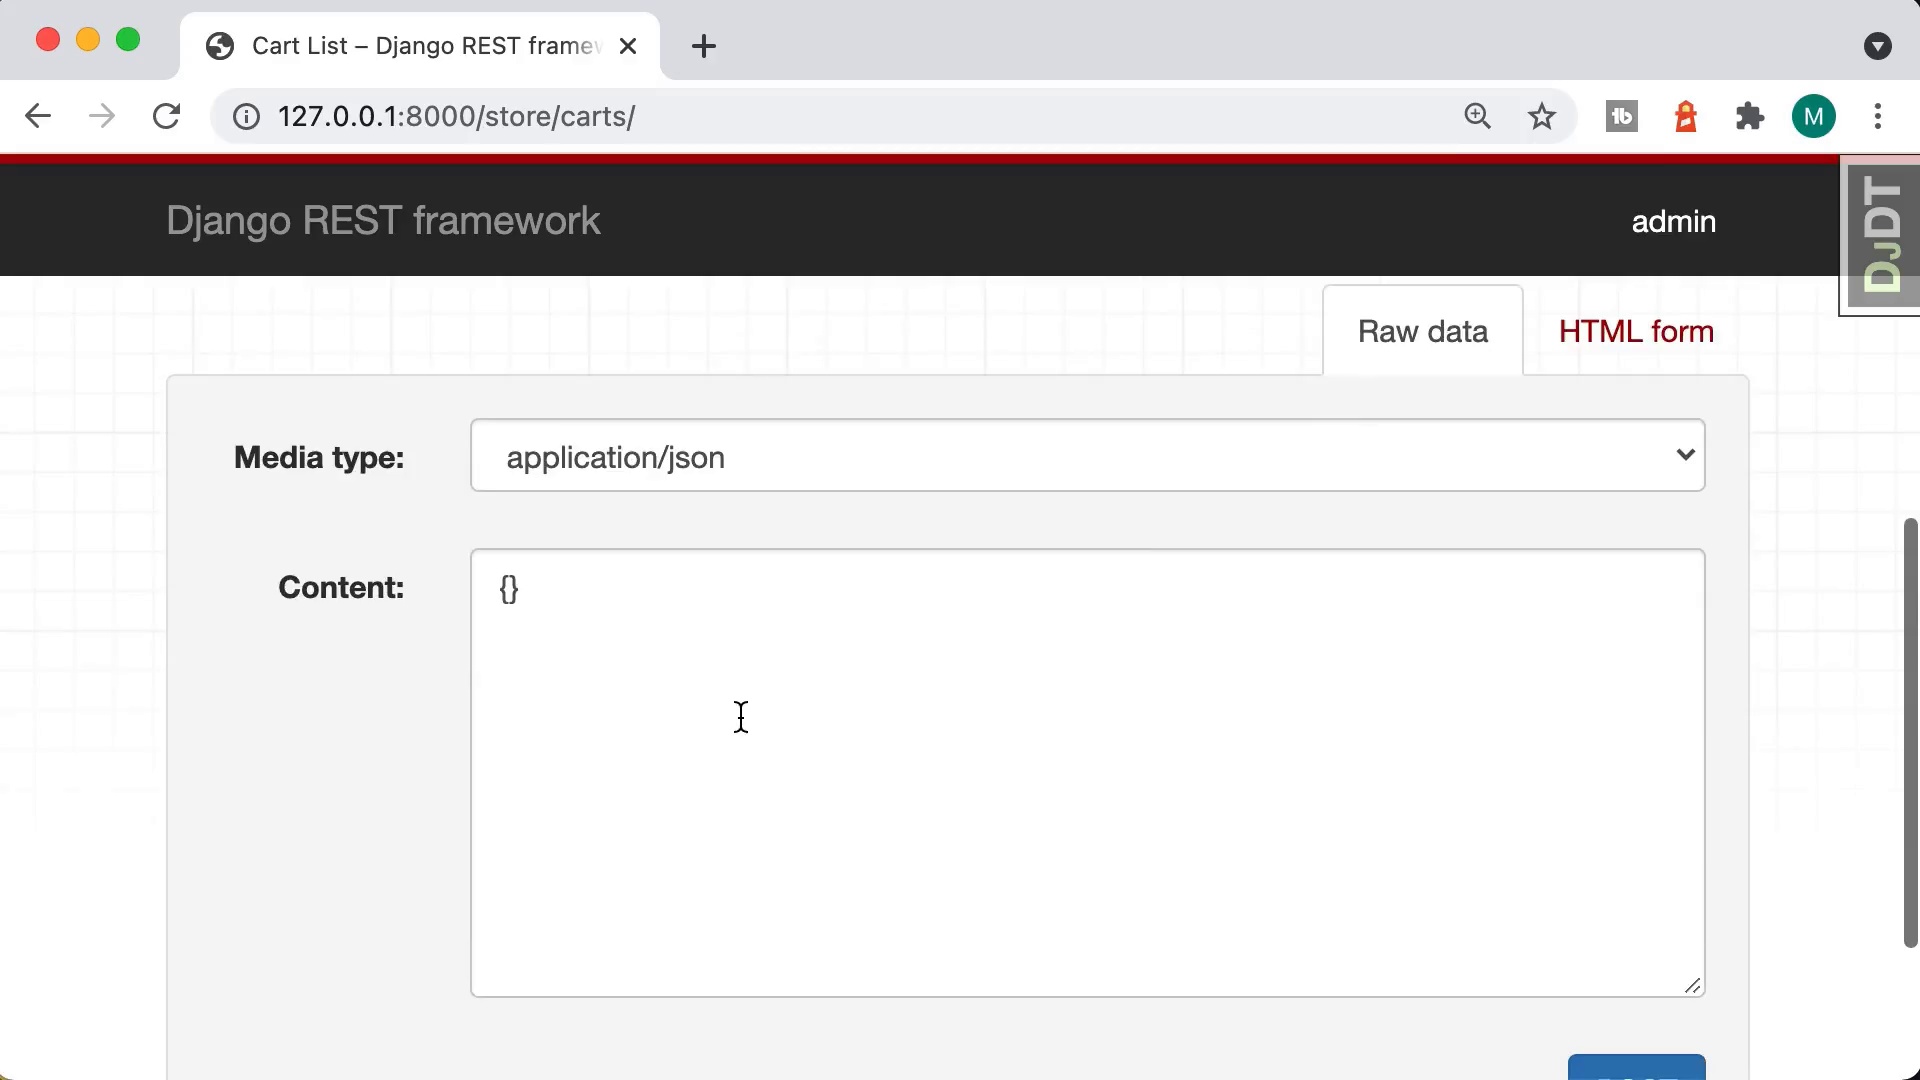 Cart List – Django REST framew
127.0.0.1:8000/store/carts/
M
Django REST framework
admin
DJDT
Raw data
HTML form
Media type:
application/json
Content:
{}